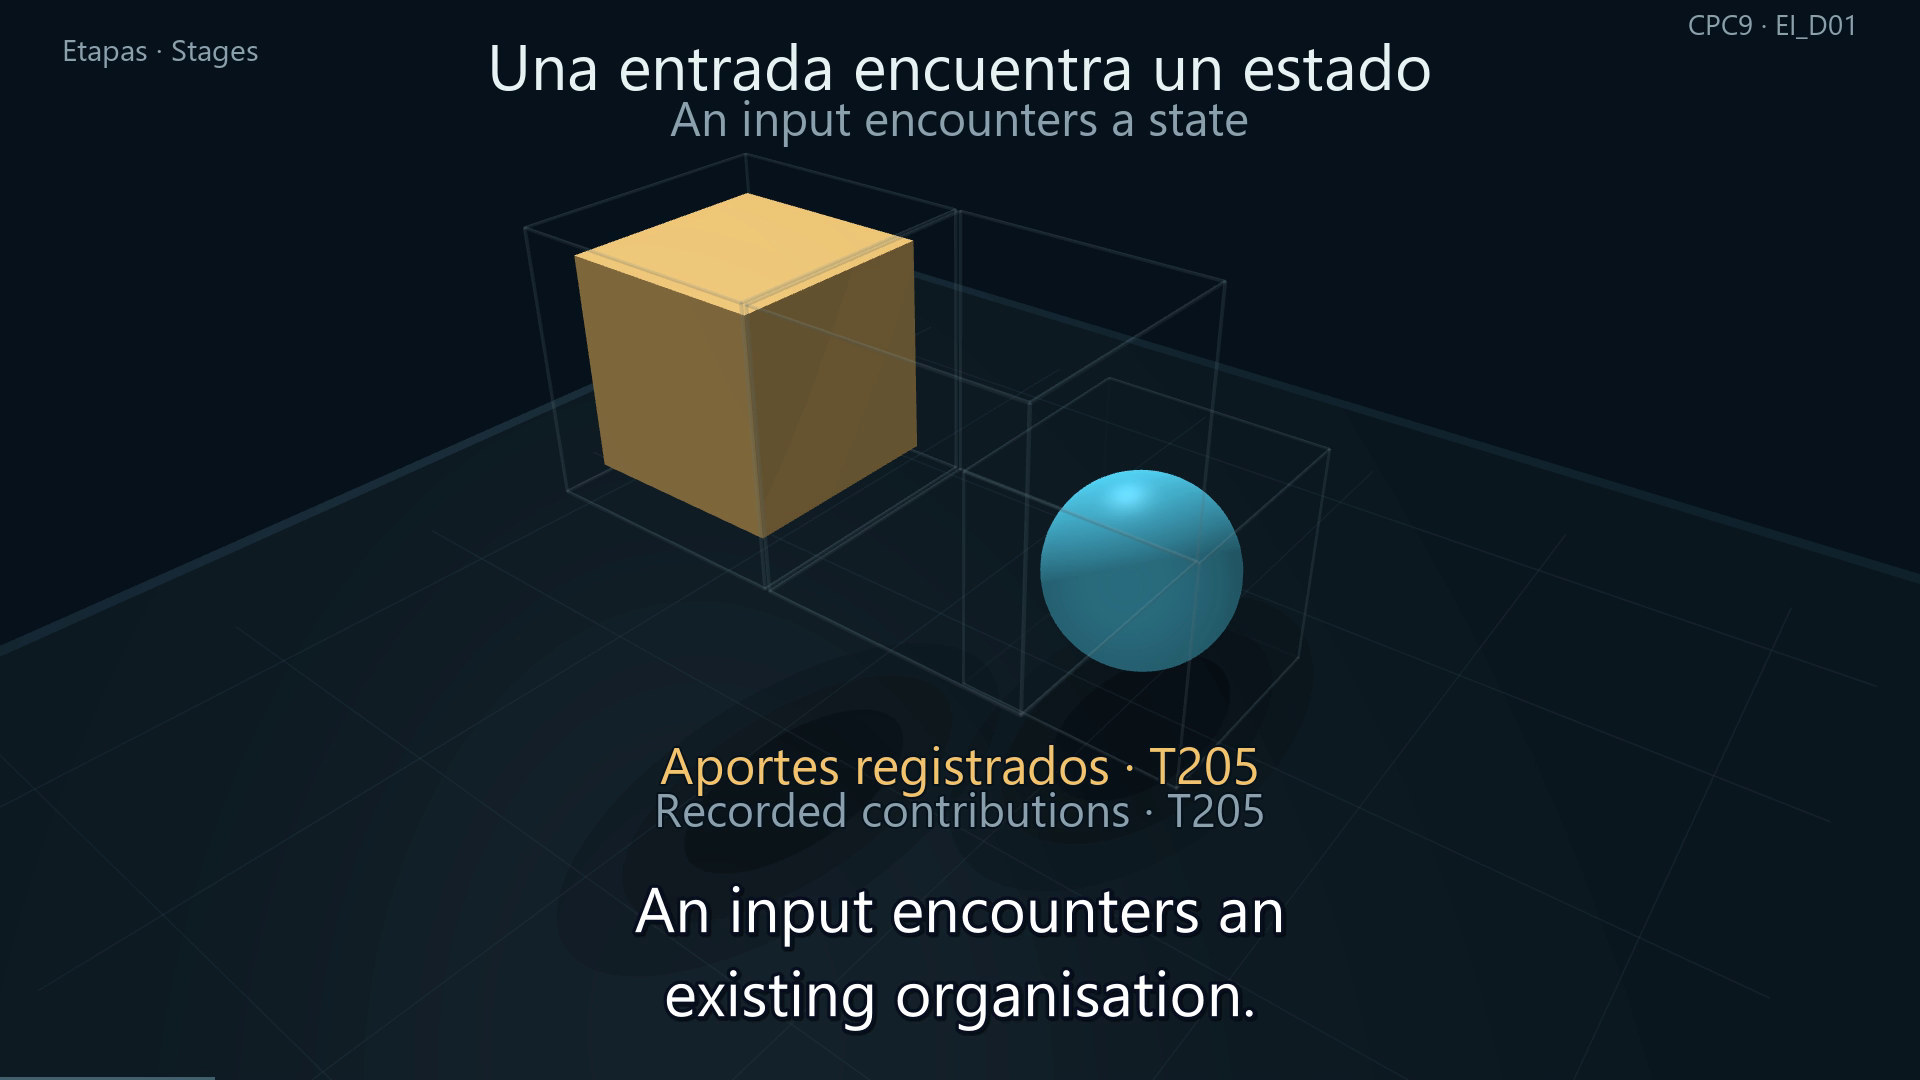 Etapas · Stages
CPC9 · EI_D01
Una entrada encuentra un estado
An input encounters a state
Aportes registrados · T205
Recorded contributions · T205
An input encounters an
existing organisation.